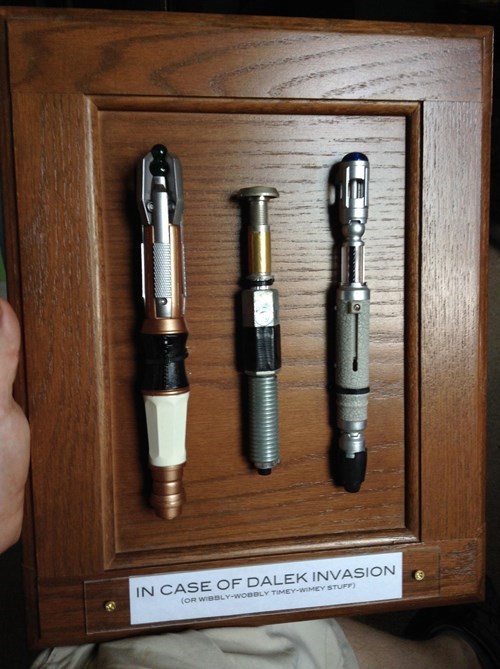 IN CASE OF DALEK INVASION
(OR WIBBLY-WOBBLY TIMEY-WIMEY STUFF)